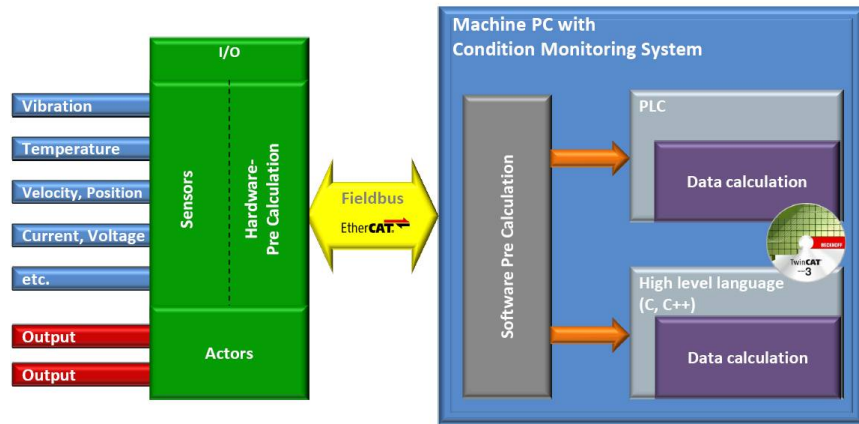 I/O
Vibration
Temperature
Velocity, Position
Current, Voltage
etc.
Output
Output
Sensors
Hardware-
Pre Calculation
Actors
Fieldbus
EtherCAT.
Machine PC with
Condition Monitoring System
Software Pre Calculation
PLC
Data calculation
BECKHOFF
TwinCAT
3
High level language
(C, C++)
Data calculation